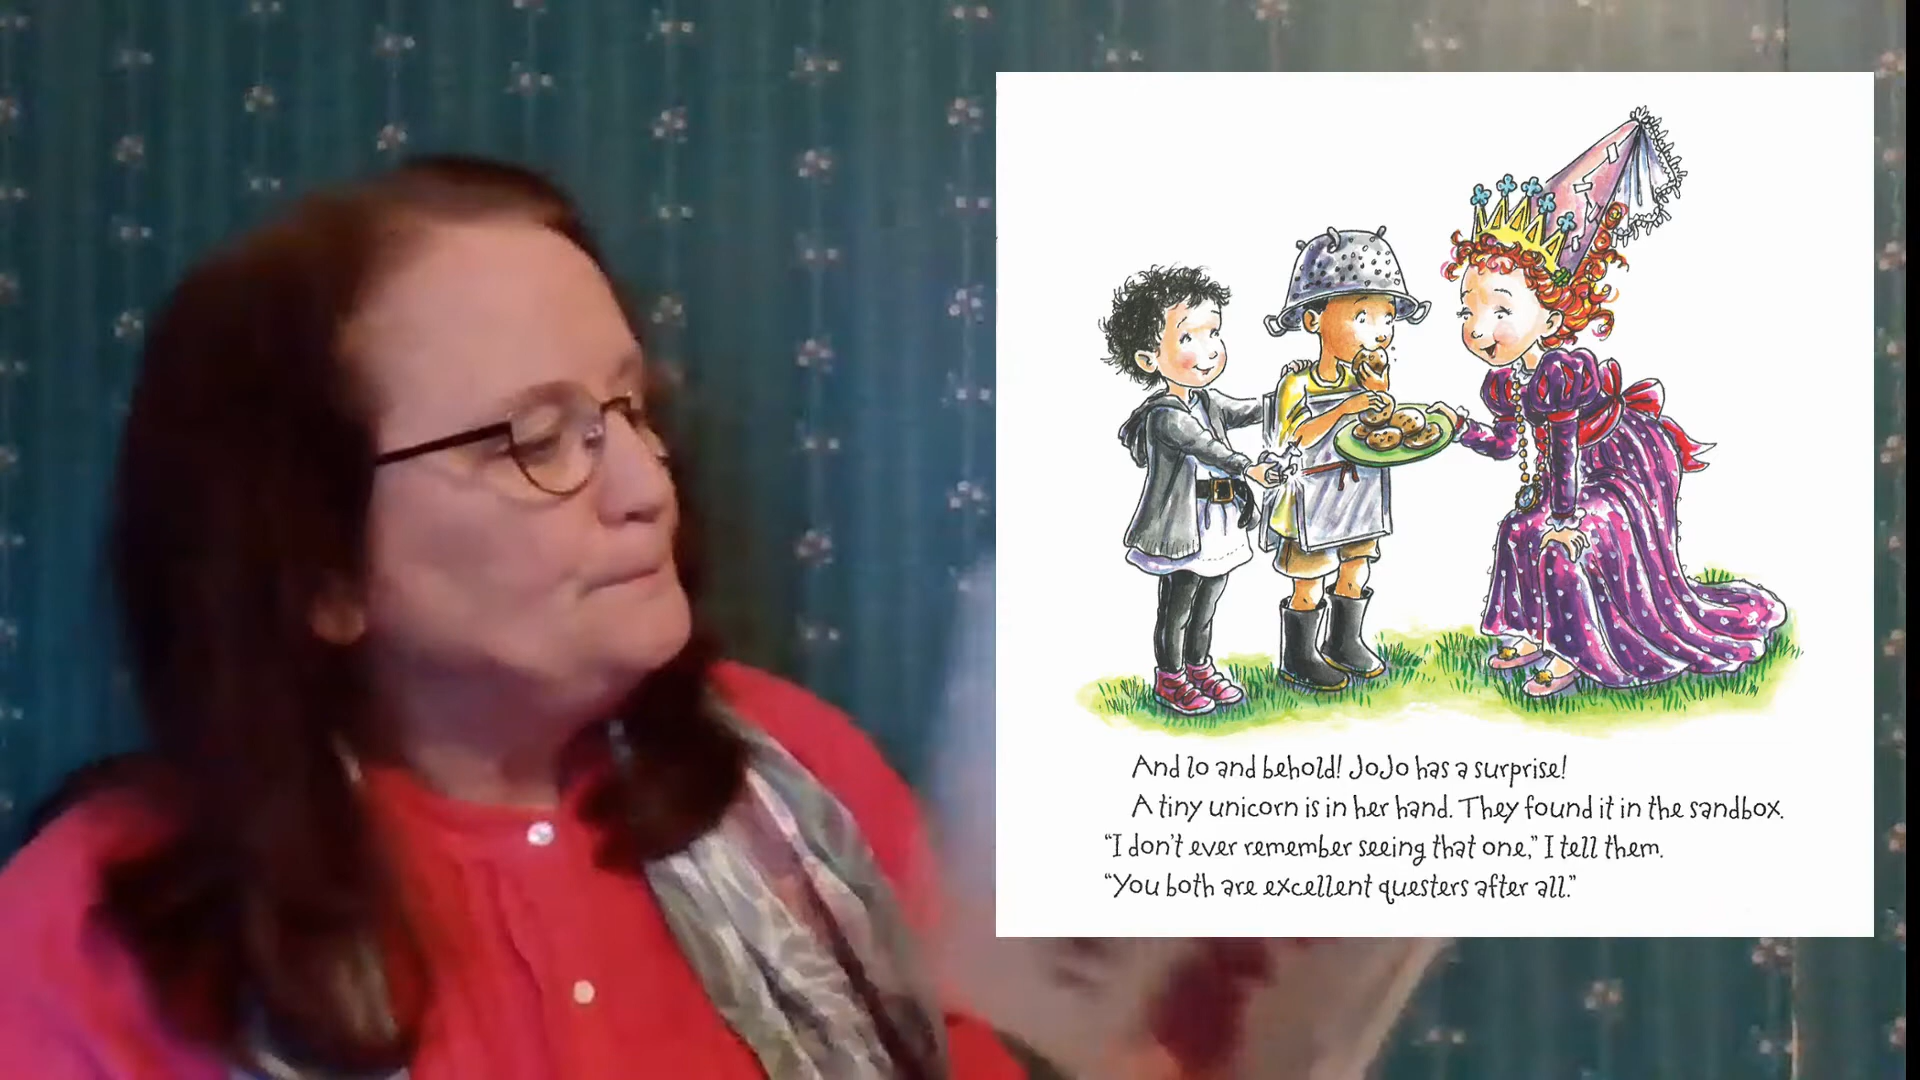 And lo and behold! JoJo has a surprise!
A tiny unicorn is in her hand. They found it in the sandbox.
“I don’t ever remember seeing that one,” I tell them.
“You both are excellent questers after all.”